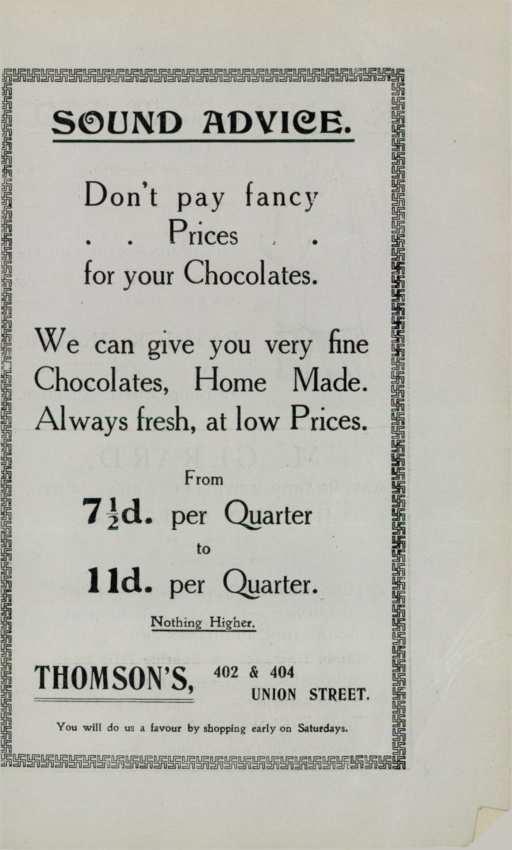 SOUND ADVICE.
Don't pay fancy
. . Prices . .
for your Chocolates.
We can give you very fine
Chocolates, Home Made.
Always fresh, at low Prices.
From
7½d. per Quarter
to
11d. per Quarter.
Nothing Higher.
THOMSON'S, 402 & 404
UNION STREET.
You will do us a favour by shopping early on Saturdays.